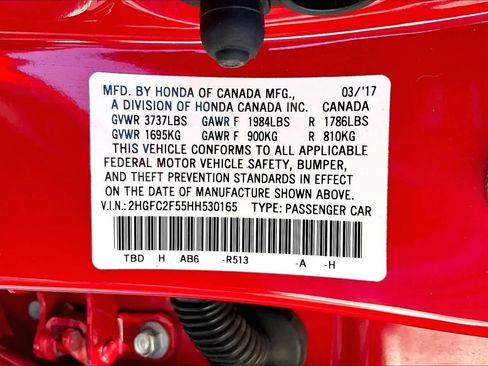 MFD. BY HONDA OF CANADA MFG., 03/'17
A DIVISION OF HONDA CANADA INC. CANADA
GVWR 3737LBS GAWR F 1984LBS R 1786LBS
GVWR 1695KG GAWR F 900KG R 810KG
THIS VEHICLE CONFORMS TO ALL APPLICABLE
FEDERAL MOTOR VEHICLE SAFETY, BUMPER,
AND THEFT PREVENTION STANDARDS IN EFFECT
ON THE DATE OF MANUFACTURE SHOWN ABOVE.
V.I.N.: 2HGFC2F55HH530165 TYPE: PASSENGER CAR
TBD H AB6 -R513 -A -H